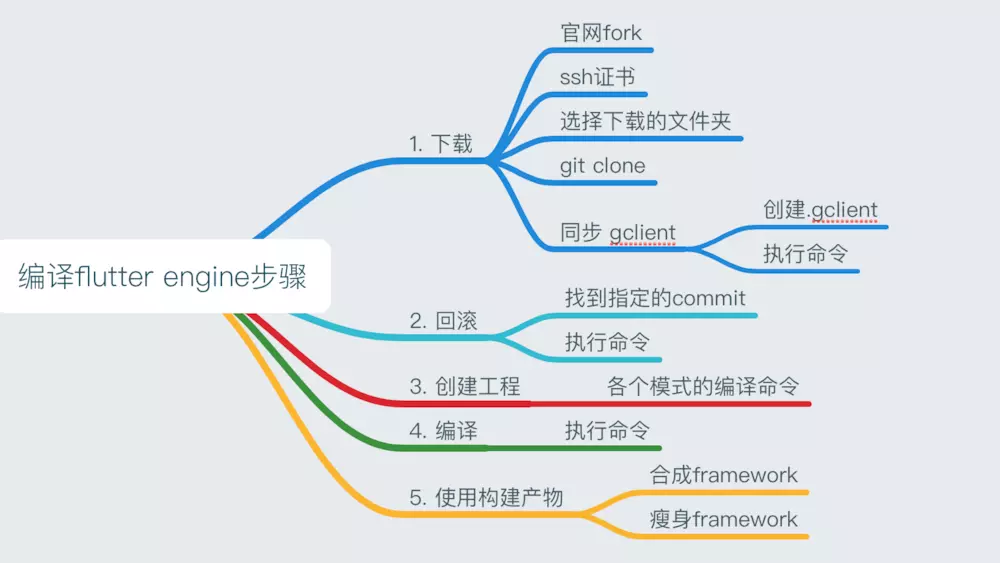 编译flutter engine步骤
1. 下载
官网fork
ssh证书
选择下载的文件夹
git clone
同步 gclient
创建.gclient
执行命令
2. 回滚
找到指定的commit
执行命令
3. 创建工程
各个模式的编译命令
4. 编译
执行命令
5. 使用构建产物
合成framework
瘦身framework